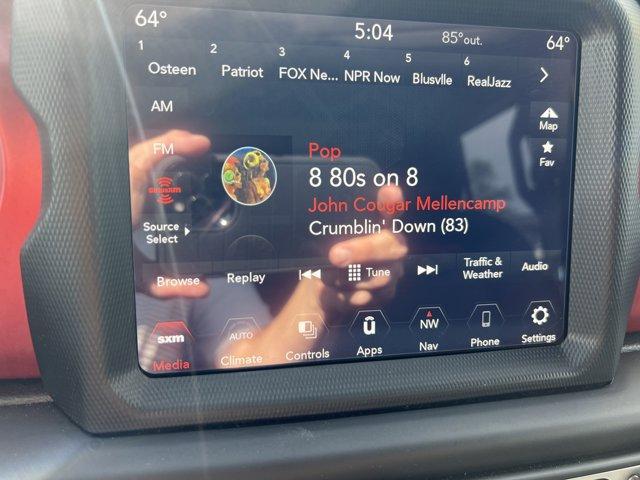 64° 5:04 85°out. 64°
1 2 3 4 5 6
Osteen Patriot FOX Ne... NPR Now Blusvlle RealJazz
AM
Map
FM
Pop
Fav
8 80s on 8
siriusxm
John Cougar Mellencamp
Source
Select
Crumblin' Down (83)
Browse Replay Tune Traffic &
Weather Audio
sxm AUTO NW
Media Climate Controls Apps Nav Phone Settings